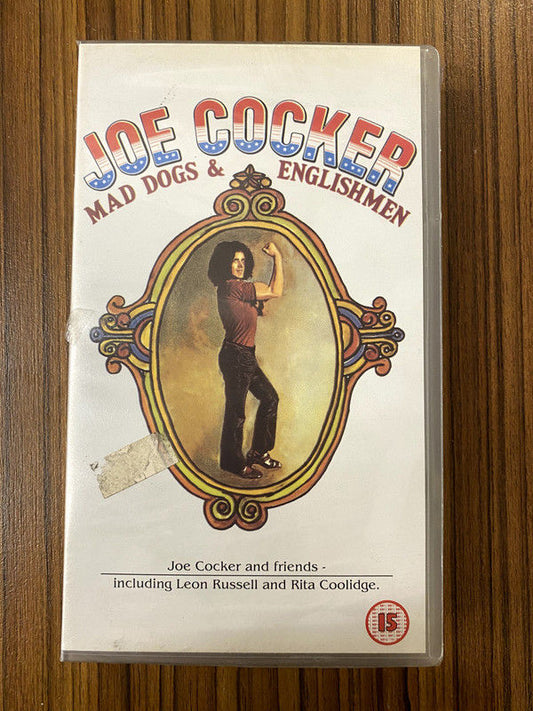 JOE COCKER
MAD DOGS & ENGLISHMEN
Joe Cocker and friends -
including Leon Russell and Rita Coolidge.
15